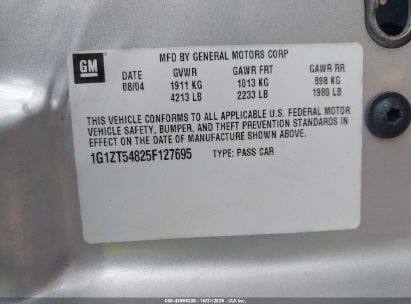 GM
MFD BY GENERAL MOTORS CORP
DATE GVWR GAWR FRT GAWR RR
08/04 1911 KG 1013 KG 898 KG
4213 LB 2233 LB 1980 LB
THIS VEHICLE CONFORMS TO ALL APPLICABLE U.S. FEDERAL MOTOR
VEHICLE SAFETY, BUMPER, AND THEFT PREVENTION STANDARDS IN
EFFECT ON THE DATE OF MANUFACTURE SHOWN ABOVE.
1G1ZT54825F127695 TYPE: PASS CAR